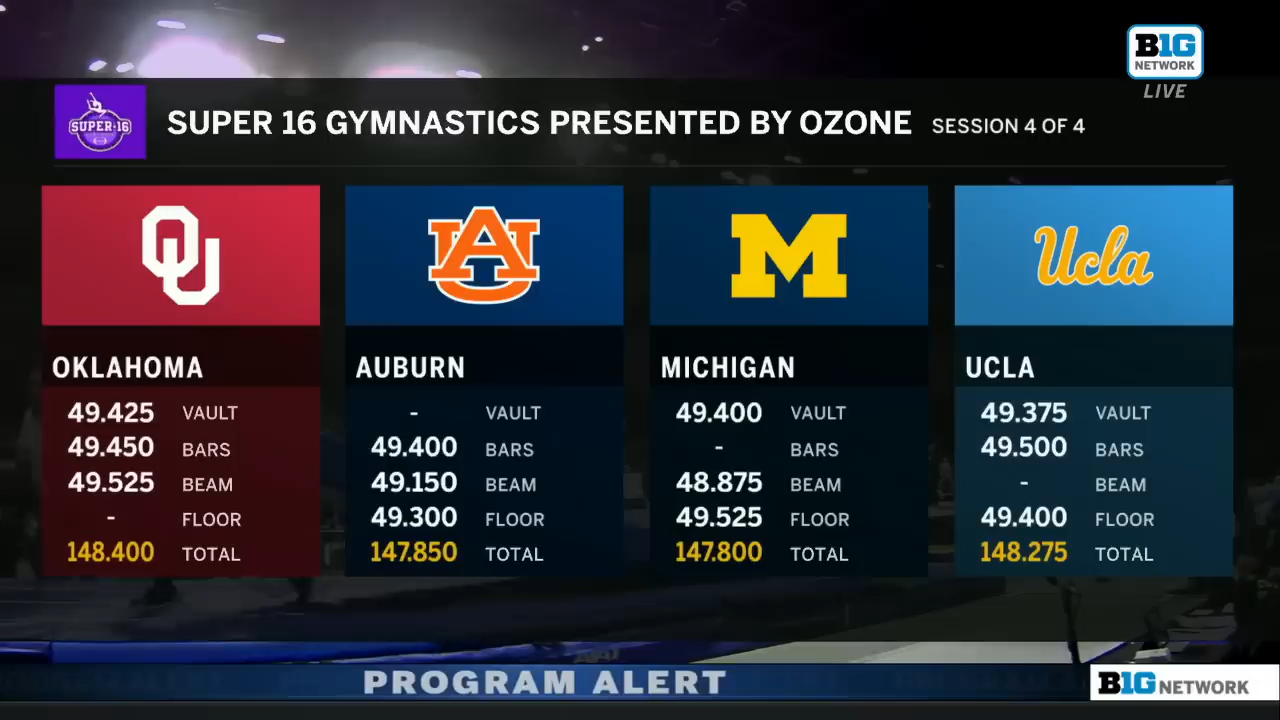 B1G
NETWORK
LIVE
SUPER-16
SUPER 16 GYMNASTICS PRESENTED BY OZONE SESSION 4 OF 4
OU
AU
M
Ucla
OKLAHOMA
49.425 VAULT
49.450 BARS
49.525 BEAM
- FLOOR
148.400 TOTAL
AUBURN
- VAULT
49.400 BARS
49.150 BEAM
49.300 FLOOR
147.850 TOTAL
MICHIGAN
49.400 VAULT
- BARS
48.875 BEAM
49.525 FLOOR
147.800 TOTAL
UCLA
49.375 VAULT
49.500 BARS
- BEAM
49.400 FLOOR
148.275 TOTAL
PROGRAM ALERT
B1G NETWORK